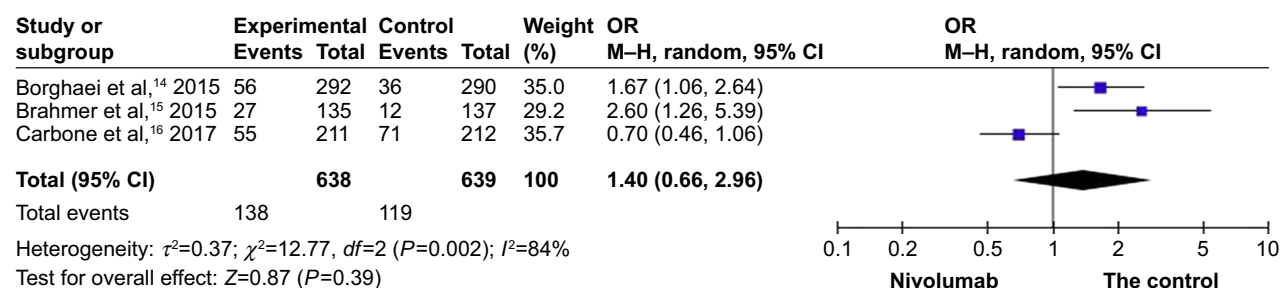 Study or Experimental Control Weight OR OR
subgroup Events Total Events Total (%) M–H, random, 95% CI M–H, random, 95% CI
Borghaei et al,14 2015 56 292 36 290 35.0 1.67 (1.06, 2.64)
Brahmer et al,15 2015 27 135 12 137 29.2 2.60 (1.26, 5.39)
Carbone et al,16 2017 55 211 71 212 35.7 0.70 (0.46, 1.06)
Total (95% CI) 638 639 100 1.40 (0.66, 2.96)
Total events 138 119
Heterogeneity: τ²=0.37; χ²=12.77, df=2 (P=0.002); I²=84%
Test for overall effect: Z=0.87 (P=0.39)
0.1 0.2 0.5 1 2 5 10
Nivolumab The control